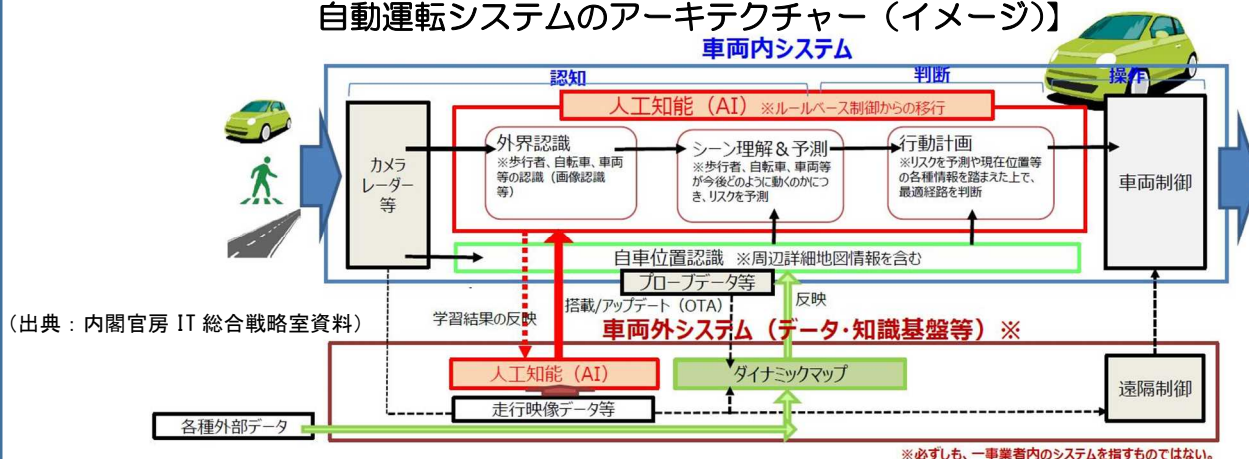 自動運転システムのアーキテクチャー（イメージ）】
車両内システム
認知
判断
操作
人工知能（AI）※ルールベース制御からの移行
カメラ
レーダー
等
外界認識
※歩行者、自転車、車両
等の認識（画像認識
等）
シーン理解＆予測
※歩行者、自転車、車両等
が今後どのように動くのかにつ
き、リスクを予測
行動計画
※リスクを予測や現在位置等
の各種情報を踏まえた上で、
最適経路を判断
車両制御
自車位置認識 ※周辺詳細地図情報を含む
プローブデータ等
搭載/アップデート（OTA）
反映
学習結果の反映
（出典：内閣官房 IT 総合戦略室資料）
車両外システム（データ・知識基盤等）※
人工知能（AI）
ダイナミックマップ
遠隔制御
走行映像データ等
各種外部データ
※必ずしも、一事業者内のシステムを指すものではない。